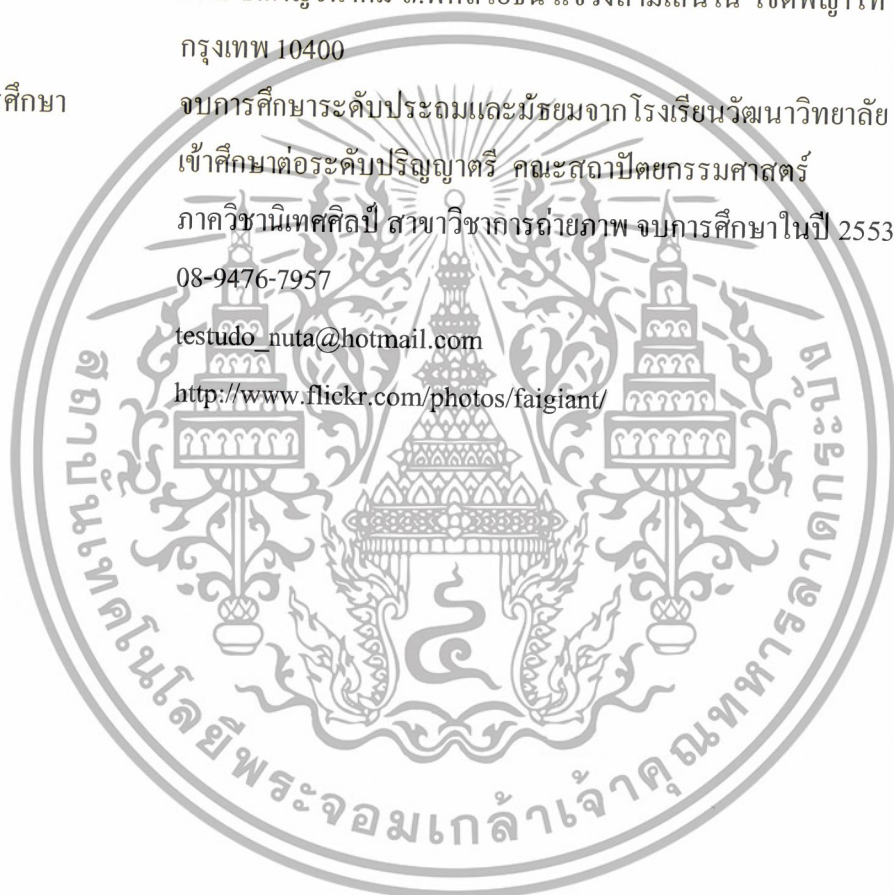 กรุงเทพ 10400
ศึกษา จบการศึกษาระดับประถมและมัธยมจากโรงเรียนวัฒนาวิทยาลัย
เข้าศึกษาต่อระดับปริญญาตรี คณะสถาปัตยกรรมศาสตร์
ภาควิชานิเทศศิลป์ สาขาวิชาการถ่ายภาพ จบการศึกษาในปี 2553
08-9476-7957
testudo_nuta@hotmail.com
http://www.flickr.com/photos/faigiant/
สถาบันเทคโนโลยีพระจอมเกล้าเจ้าคุณทหารลาดกระบัง
๔